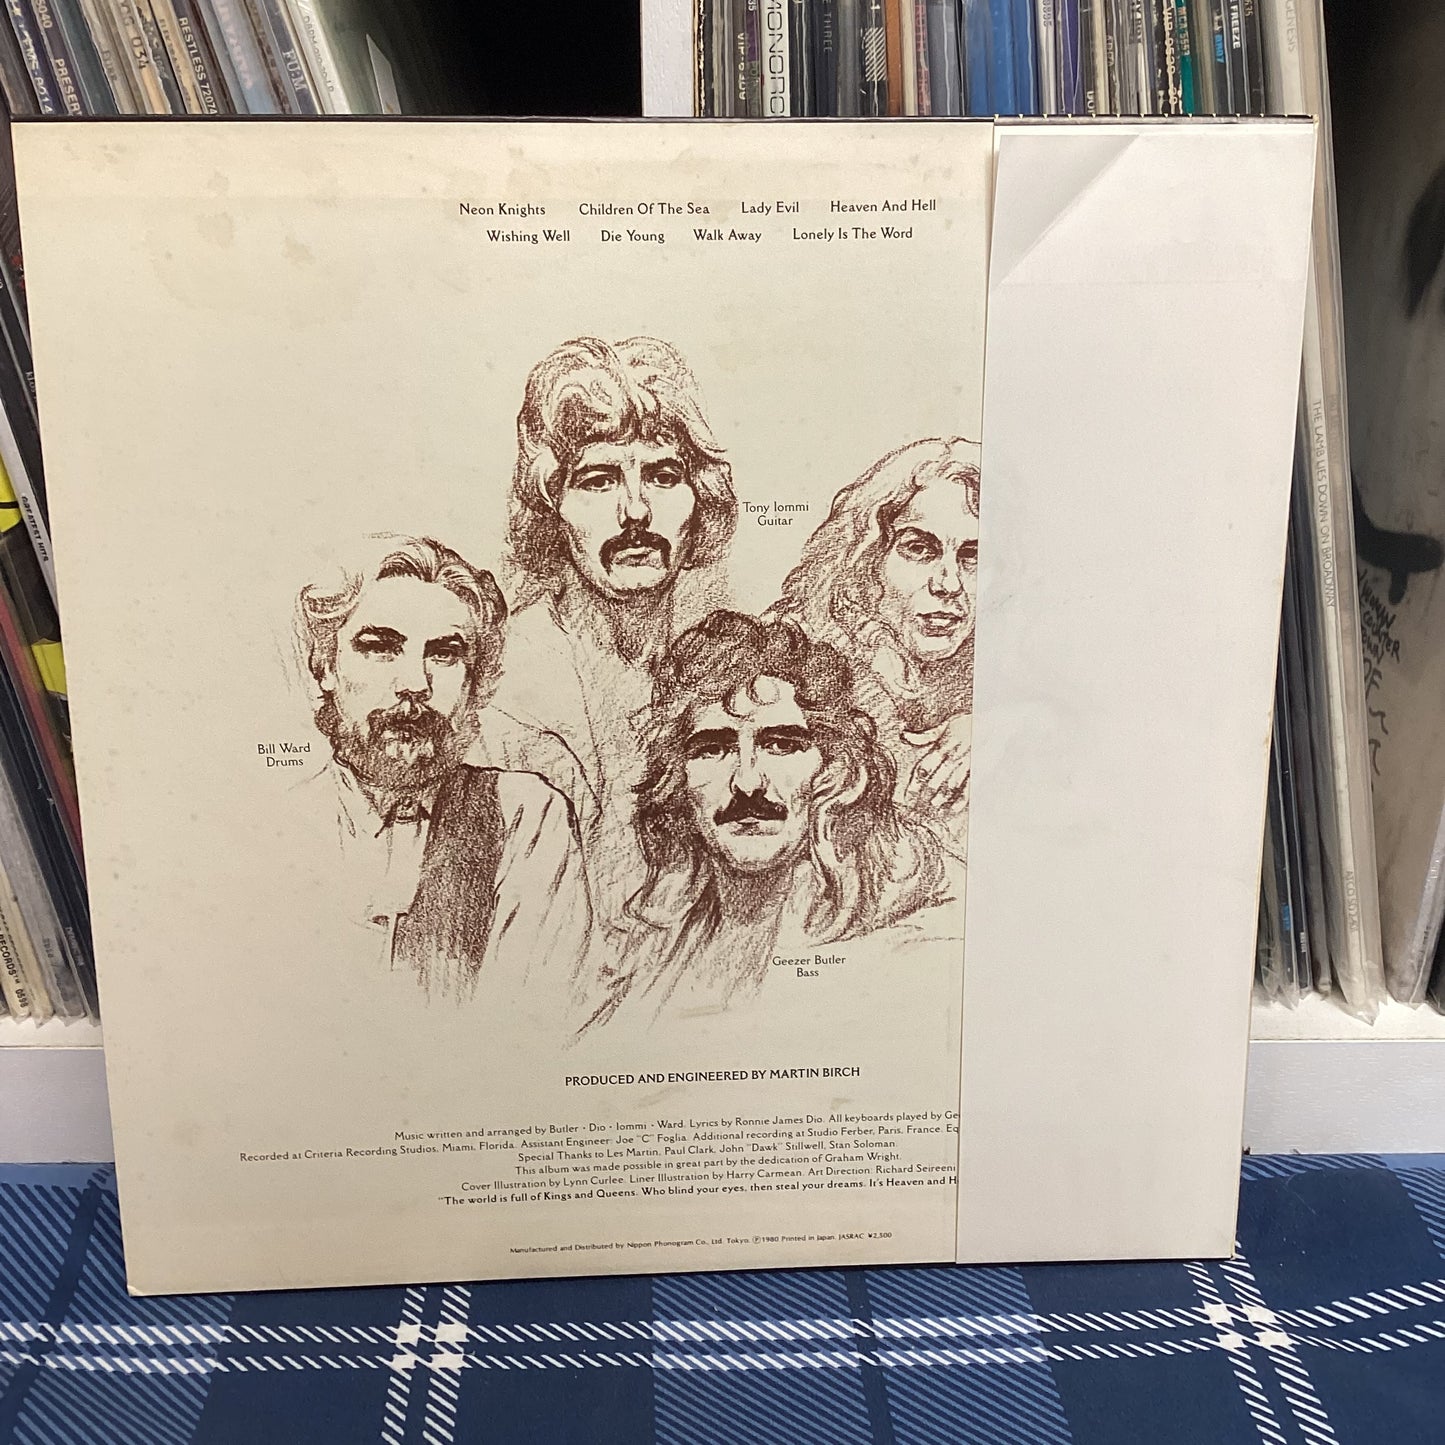 Neon Knights Children Of The Sea Lady Evil Heaven And Hell
Wishing Well Die Young Walk Away Lonely Is The Word
Tony Iommi
Guitar
Bill Ward
Drums
Geezer Butler
Bass
PRODUCED AND ENGINEERED BY MARTIN BIRCH
Music written and arranged by Butler • Dio • Iommi • Ward. Lyrics by Ronnie James Dio. All keyboards played by Ge
Recorded at Criteria Recording Studios, Miami, Florida. Assistant Engineer: Joe "C" Foglia. Additional recording at Studio Ferber, Paris, France. Eq
Special Thanks to Les Martin, Paul Clark, John "Dawk" Stillwell, Stan Soloman.
This album was made possible in great part by the dedication of Graham Wright.
Cover Illustration by Lynn Curlee. Liner Illustration by Harry Carmean. Art Direction: Richard Seireeni
"The world is full of Kings and Queens. Who blind your eyes, then steal your dreams. It's Heaven and H
Manufactured and Distributed by Nippon Phonogram Co., Ltd. Tokyo. Ⓟ1980 Printed in Japan. JASRAC ¥2,500
RESTLESS
PRESER
GREATEST HITS
THREE
FREEZE
GENESIS
THE LAMB LIES DOWN ON BROADWAY